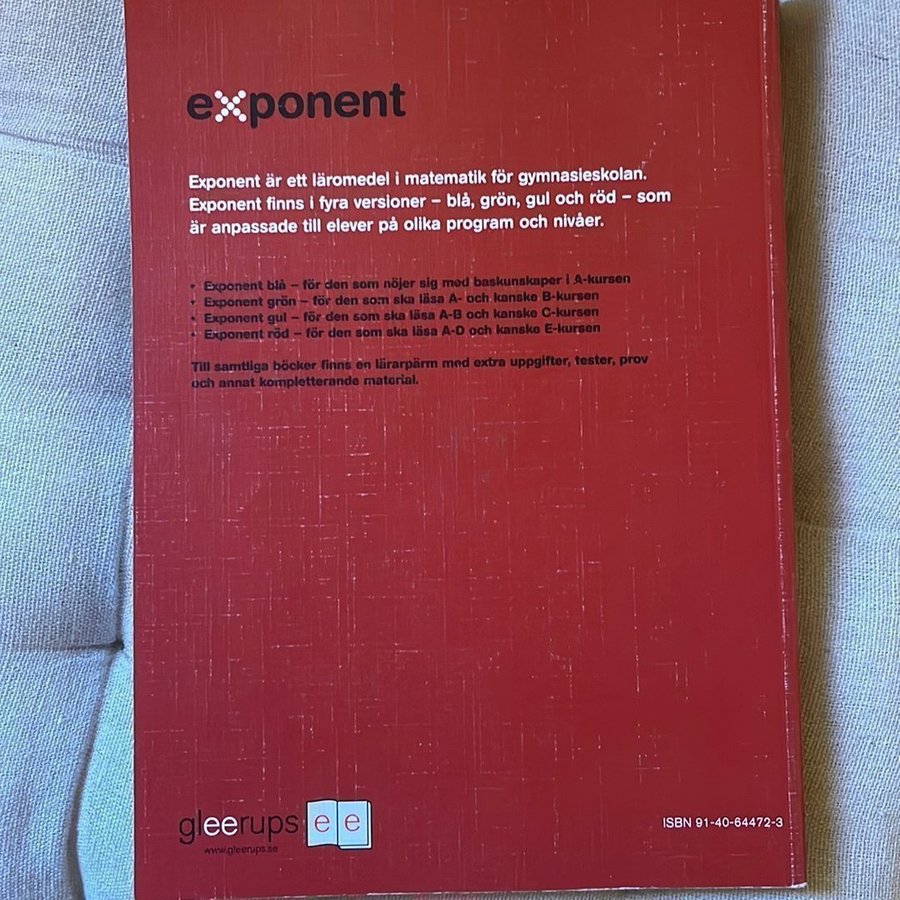 exponent
Exponent är ett läromedel i matematik för gymnasieskolan.
Exponent finns i fyra versioner – blå, grön, gul och röd – som
är anpassade till elever på olika program och nivåer.
• Exponent blå – för den som nöjer sig med baskunskaper i A-kursen
• Exponent grön – för den som ska läsa A- och kanske B-kursen
• Exponent gul – för den som ska läsa A-B och kanske C-kursen
• Exponent röd – för den som ska läsa A-D och kanske E-kursen
Till samtliga böcker finns en lärarpärm med extra uppgifter, tester, prov
och annat kompletterande material.
gleerups ee
www.gleerups.se
ISBN 91-40-64472-3